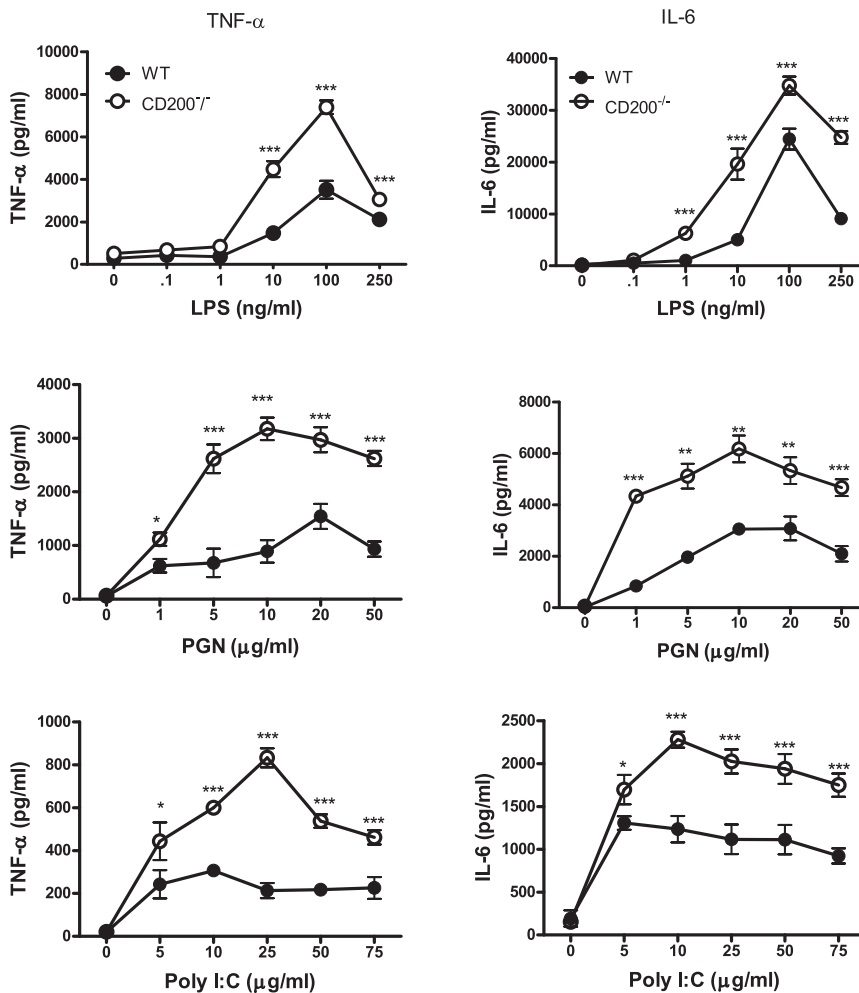 TNF-α
IL-6
TNF-α (pg/ml)
10000
8000
6000
4000
2000
0
WT
CD200-/-
***
***
***
0 .1 1 10 100 250
LPS (ng/ml)
IL-6 (pg/ml)
40000
30000
20000
10000
0
WT
CD200-/-
***
***
***
***
0 .1 1 10 100 250
LPS (ng/ml)
TNF-α (pg/ml)
4000
3000
2000
1000
0
* *** *** *** ***
0 1 5 10 20 50
PGN (μg/ml)
IL-6 (pg/ml)
8000
6000
4000
2000
0
*** ** ** ** ***
0 1 5 10 20 50
PGN (μg/ml)
TNF-α (pg/ml)
1000
800
600
400
200
0
* *** *** *** ***
0 5 10 25 50 75
Poly I:C (μg/ml)
IL-6 (pg/ml)
2500
2000
1500
1000
500
0
* *** *** *** ***
0 5 10 25 50 75
Poly I:C (μg/ml)